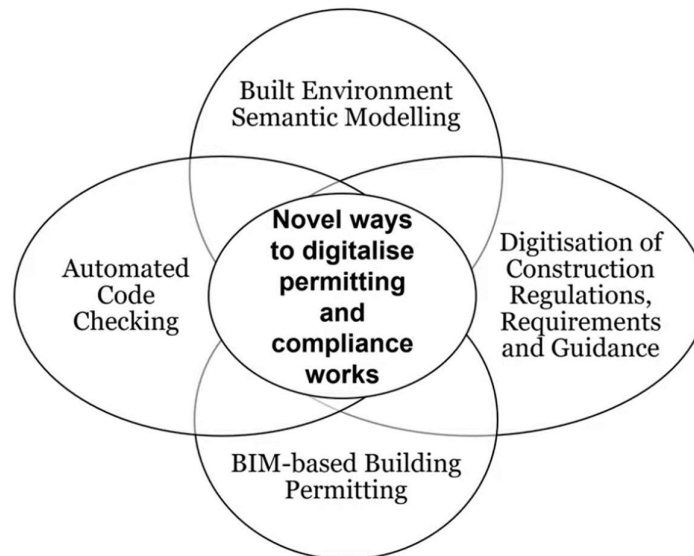 Built Environment
Semantic Modelling
Automated
Code
Checking
Novel ways
to digitalise
permitting
and
compliance
works
Digitisation of
Construction
Regulations,
Requirements
and Guidance
BIM-based Building
Permitting